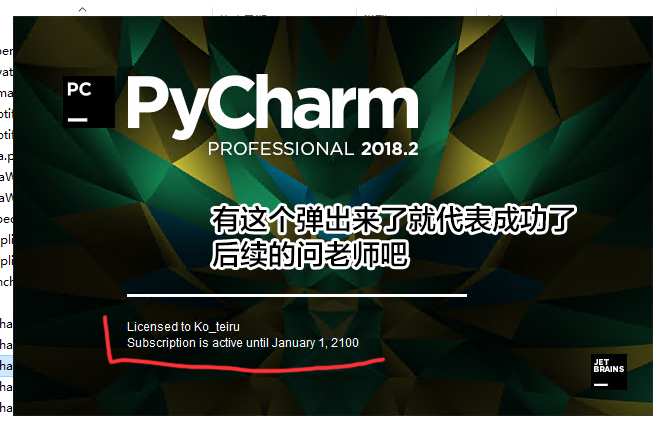 PC
PyCharm
PROFESSIONAL 2018.2
有这个弹出来了就代表成功了
后续的问老师吧
Licensed to Ko_teiru
Subscription is active until January 1, 2100
JET
BRAINS